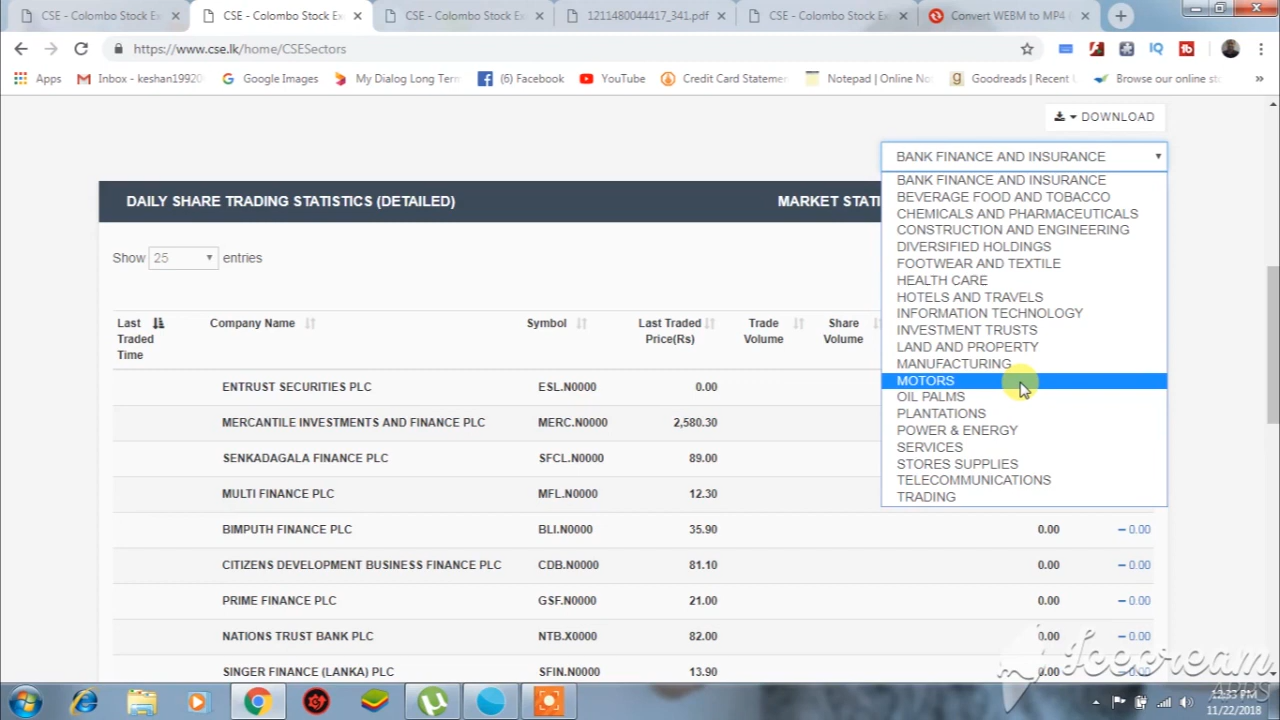 CSE - Colombo Stock Ex
CSE - Colombo Stock Ex
CSE - Colombo Stock Ex
1211480044417_341.pdf
CSE - Colombo Stock Ex
Convert WEBM to MP4
https://www.cse.lk/home/CSESectors
Apps
Inbox - keshan19920
Google Images
My Dialog Long Term
(6) Facebook
YouTube
Credit Card Statemen
Notepad | Online No
Goodreads | Recent U
Browse our online sto
DOWNLOAD
BANK FINANCE AND INSURANCE
BANK FINANCE AND INSURANCE
BEVERAGE FOOD AND TOBACCO
CHEMICALS AND PHARMACEUTICALS
CONSTRUCTION AND ENGINEERING
DIVERSIFIED HOLDINGS
FOOTWEAR AND TEXTILE
HEALTH CARE
HOTELS AND TRAVELS
INFORMATION TECHNOLOGY
INVESTMENT TRUSTS
LAND AND PROPERTY
MANUFACTURING
MOTORS
OIL PALMS
PLANTATIONS
POWER & ENERGY
SERVICES
STORES SUPPLIES
TELECOMMUNICATIONS
TRADING
DAILY SHARE TRADING STATISTICS (DETAILED) MARKET STATI
Show 25 entries
Last Traded Time
Company Name
Symbol
Last Traded Price(Rs)
Trade Volume
Share Volume
ENTRUST SECURITIES PLC ESL.N0000 0.00
MERCANTILE INVESTMENTS AND FINANCE PLC MERC.N0000 2,580.30
SENKADAGALA FINANCE PLC SFCL.N0000 89.00
MULTI FINANCE PLC MFL.N0000 12.30
BIMPUTH FINANCE PLC BLI.N0000 35.90 0.00 – 0.00
CITIZENS DEVELOPMENT BUSINESS FINANCE PLC CDB.N0000 81.10 0.00 – 0.00
PRIME FINANCE PLC GSF.N0000 21.00 0.00 – 0.00
NATIONS TRUST BANK PLC NTB.X0000 82.00 0.00 – 0.00
SINGER FINANCE (LANKA) PLC SFIN.N0000 13.90 0.00 – 0.00
Icecream
APPS
12:33 PM
11/22/2018